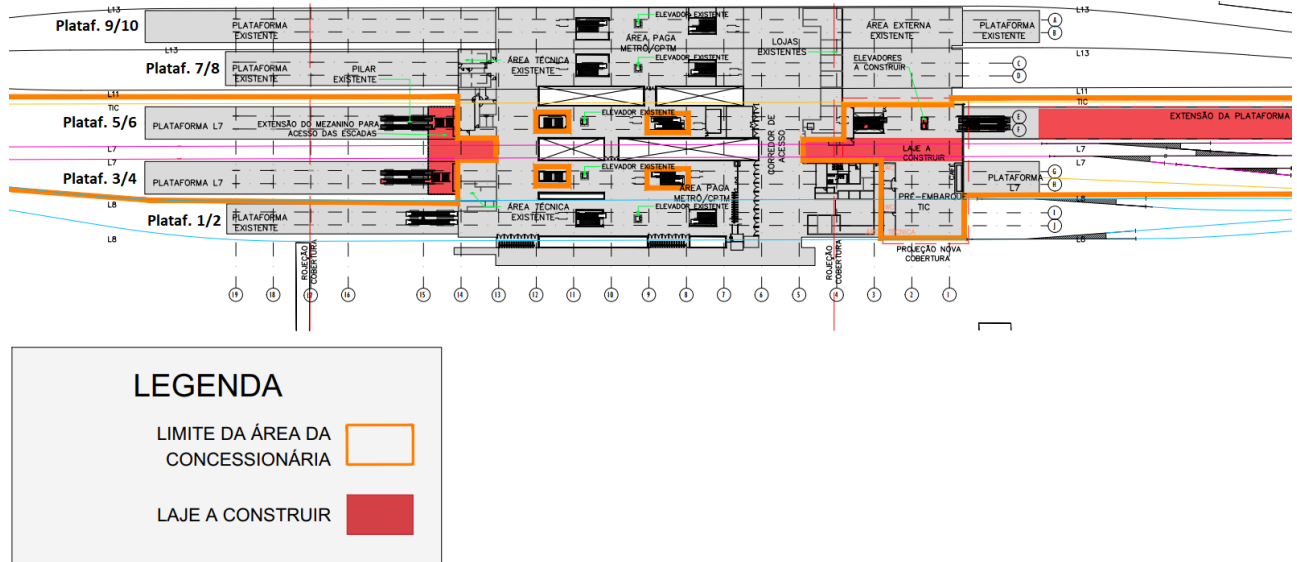 L13
Plataf. 9/10
PLATAFORMA
EXISTENTE
ELEVADOR EXISTENTE
ÁREA PAGA
METRÔ/CPTM
LOJAS
EXISTENTES
ÁREA EXTERNA
EXISTENTE
PLATAFORMA
EXISTENTE
L13
A
B
L13
Plataf. 7/8
PLATAFORMA
EXISTENTE
PILAR
EXISTENTE
ÁREA TÉCNICA
EXISTENTE
ELEVADOR EXISTENTE
ELEVADORES
A CONSTRUIR
L13
C
D
L11
TIC
L11
TIC
Plataf. 5/6
PLATAFORMA L7
EXTENSÃO DO MEZANINO PARA
ACESSO DAS ESCADAS
CORREDOR DE
ACESSO
E
F
EXTENSÃO DA PLATAFORMA
L7
L7
LAJE A
CONSTRUIR
L7
L7
Plataf. 3/4
PLATAFORMA L7
ELEVADOR EXISTENTE
ÁREA PAGA
METRÔ/CPTM
PRÉ-EMBARQUE
TIC
PLATAFORMA
L7
G
H
L8
L8
Plataf. 1/2
PLATAFORMA
EXISTENTE
ÁREA TÉCNICA
EXISTENTE
I
J
L8
L8
ROJEÇÃO
COBERTURA
ROJEÇÃO
COBERTURA
PROJEÇÃO NOVA
COBERTURA
19 18 17 16 15 14 13 12 11 10 9 8 7 6 5 4 3 2 1
LEGENDA
LIMITE DA ÁREA DA
CONCESSIONÁRIA
LAJE A CONSTRUIR